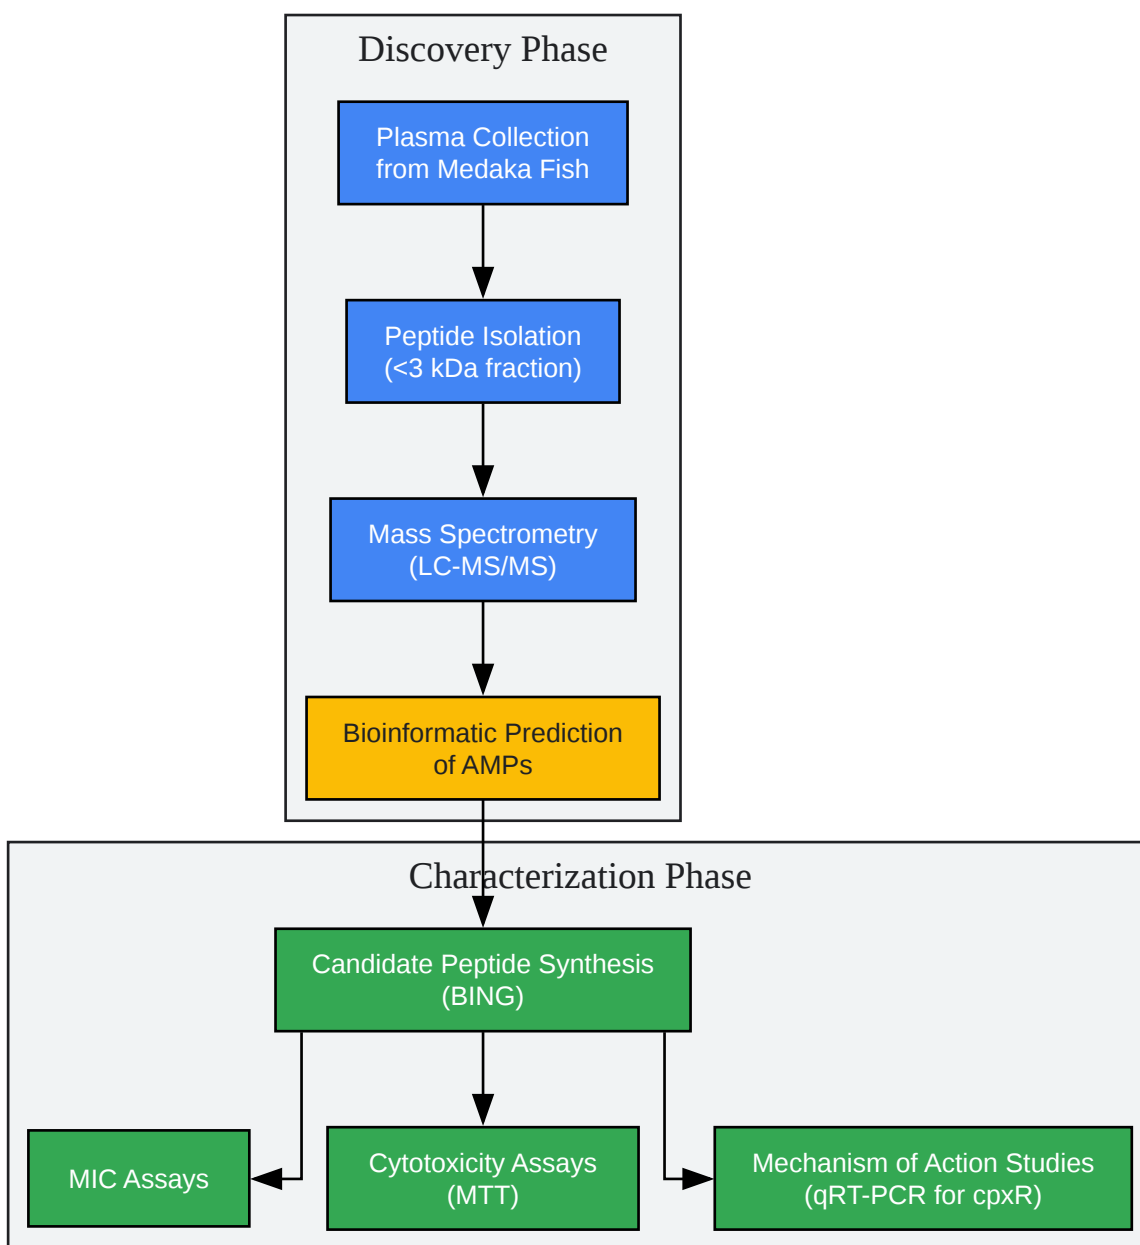 Discovery Phase
Plasma Collection
from Medaka Fish
Peptide Isolation
(<3 kDa fraction)
Mass Spectrometry
(LC-MS/MS)
Bioinformatic Prediction
of AMPs
Characterization Phase
Candidate Peptide Synthesis
(BING)
MIC Assays
Cytotoxicity Assays
(MTT)
Mechanism of Action Studies
(qRT-PCR for cpxR)